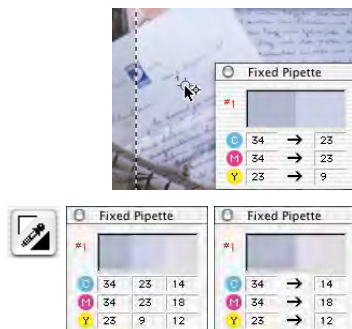 Fixed Pipette
#1
C 34 → 23
M 34 → 23
Y 23 → 9
Fixed Pipette
#1
C 34 23 14
M 34 23 18
Y 23 9 12
Fixed Pipette
#1
C 34 → 14
M 34 → 18
Y 23 → 12